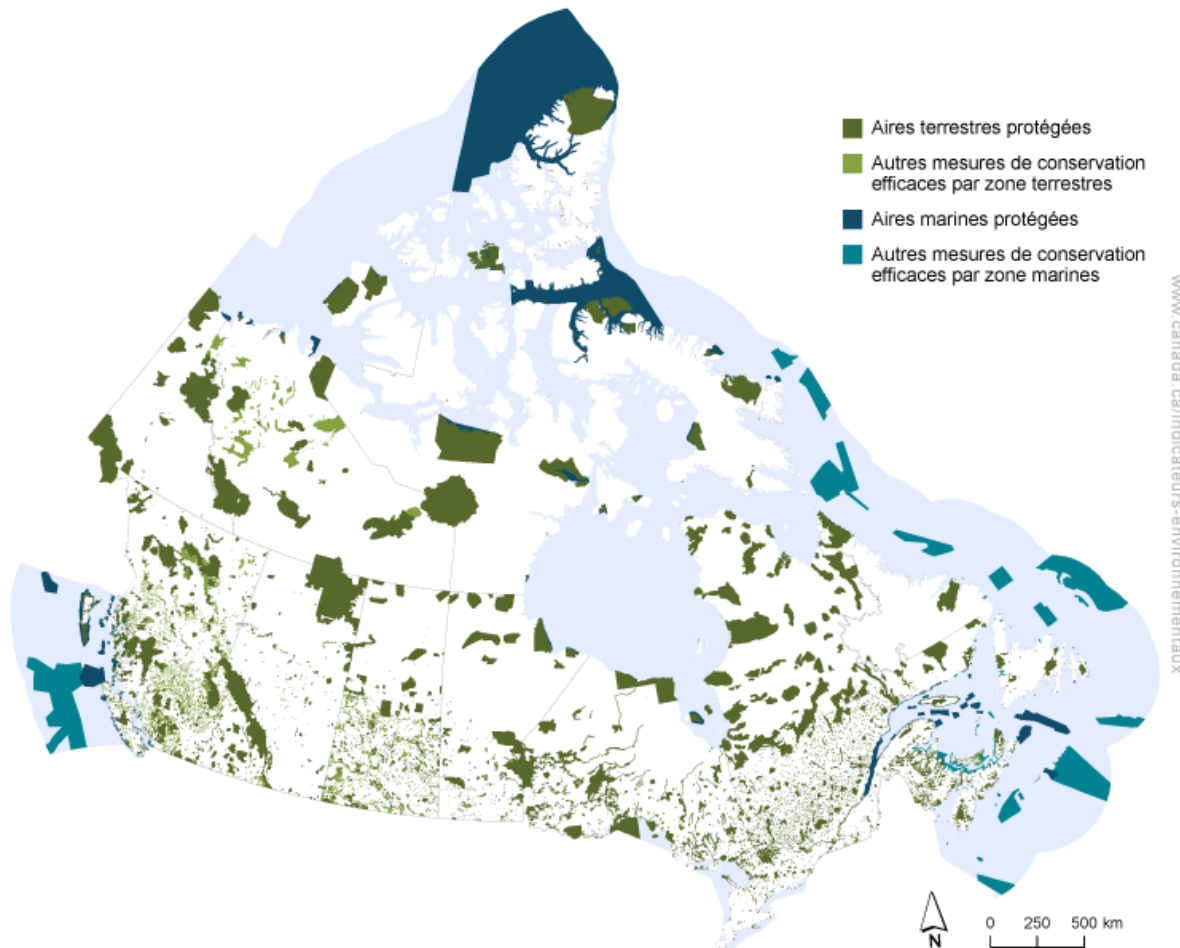 Aires terrestres protégées
Autres mesures de conservation
efficaces par zone terrestres
Aires marines protégées
Autres mesures de conservation
efficaces par zone marines
www.canada.ca/indicateurs-environnementaux
N
0 250 500 km